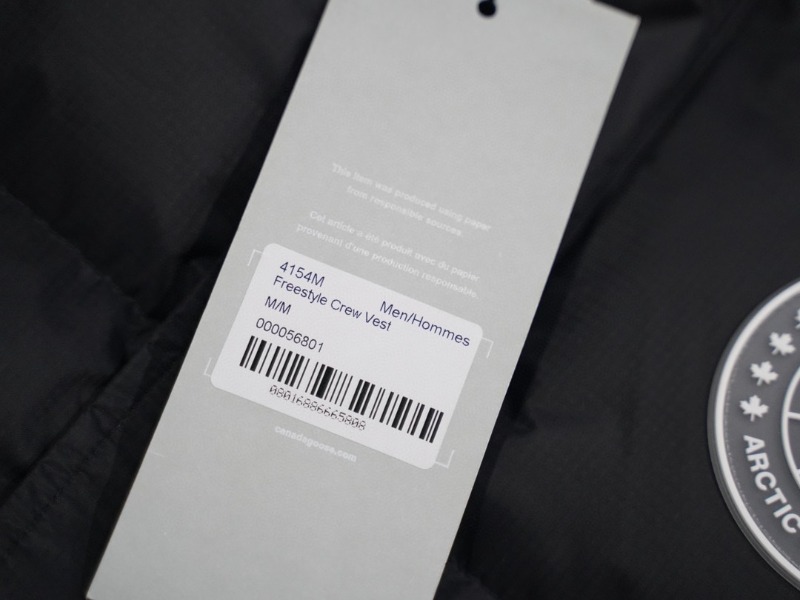 This item was produced using paper
from responsible sources.
Cet article a été produit avec du papier
provenant d'une production responsable.
4154M Men/Hommes
Freestyle Crew Vest
M/M
000056801
08016886665808
canadagoose.com
ARCTIC